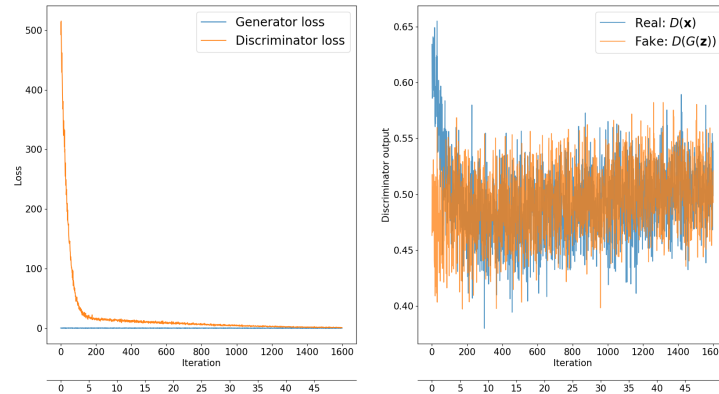 Generator loss
Discriminator loss
500
400
300
200
100
0
Loss
0 200 400 600 800 1000 1200 1400 1600
Iteration
0 5 10 15 20 25 30 35 40 45
Real: D(x)
Fake: D(G(z))
0.65
0.60
0.55
0.50
0.45
0.40
Discriminator output
0 200 400 600 800 1000 1200 1400 1600
Iteration
0 5 10 15 20 25 30 35 40 45